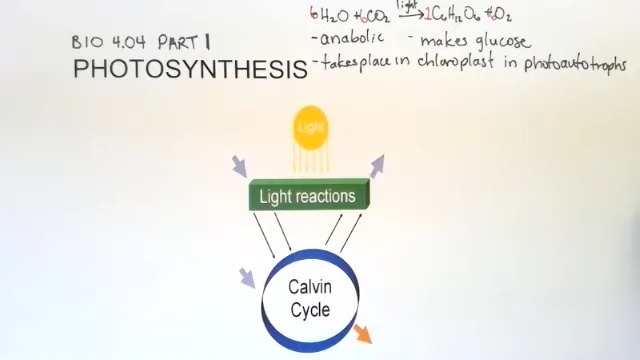 6H₂O + 6CO₂ light→ 1C₆H₁₂O₆ + 6O₂
BIO 4.04 PART 1
-anabolic - makes glucose
PHOTOSYNTHESIS
-takes place in chloroplast in photoautotrophs
Light
Light reactions
Calvin
Cycle